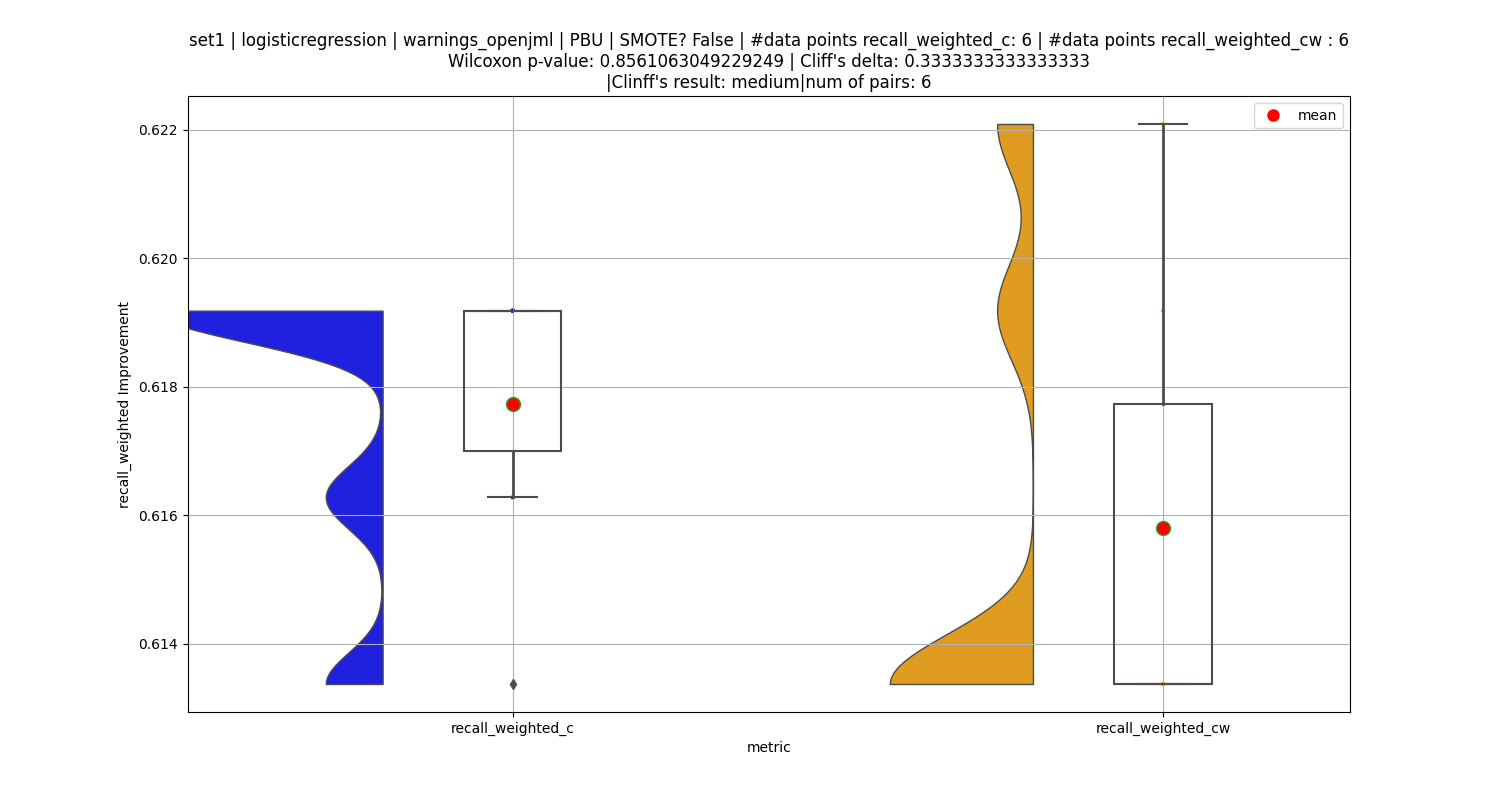 set1 | logisticregression | warnings_openjml | PBU | SMOTE? False | #data points recall_weighted_c: 6 | #data points recall_weighted_cw : 6
Wilcoxon p-value: 0.8561063049229249 | Cliff's delta: 0.3333333333333333
|Clinff's result: medium|num of pairs: 6
mean
0.622
0.620
0.618
0.616
0.614
recall_weighted Improvement
recall_weighted_c
recall_weighted_cw
metric